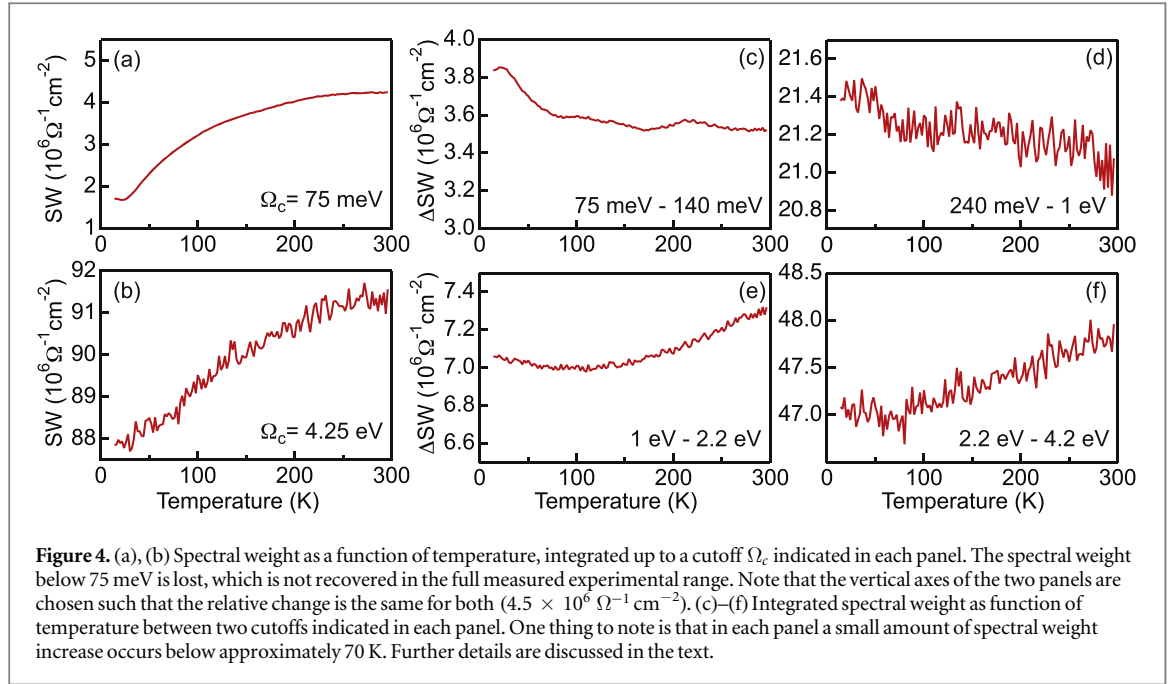 5
4
3
2
1
0
100
200
300
SW (10⁶Ω⁻¹cm⁻²)
(a)
Ωc= 75 meV
4.0
3.8
3.6
3.4
3.2
3.0
0
100
200
300
ΔSW (10⁶Ω⁻¹cm⁻²)
(c)
75 meV - 140 meV
21.6
21.4
21.2
21.0
20.8
0
100
200
300
(d)
240 meV - 1 eV
92
91
90
89
88
0
100
200
300
SW (10⁶Ω⁻¹cm⁻²)
(b)
Ωc= 4.25 eV
Temperature (K)
7.4
7.2
7.0
6.8
6.6
0
100
200
300
ΔSW (10⁶Ω⁻¹cm⁻²)
(e)
1 eV - 2.2 eV
Temperature (K)
48.5
48.0
47.5
47.0
0
100
200
300
(f)
2.2 eV - 4.2 eV
Temperature (K)
Figure 4. (a), (b) Spectral weight as a function of temperature, integrated up to a cutoff Ωc indicated in each panel. The spectral weight
below 75 meV is lost, which is not recovered in the full measured experimental range. Note that the vertical axes of the two panels are
chosen such that the relative change is the same for both (4.5 × 10⁶ Ω⁻¹ cm⁻²). (c)–(f) Integrated spectral weight as function of
temperature between two cutoffs indicated in each panel. One thing to note is that in each panel a small amount of spectral weight
increase occurs below approximately 70 K. Further details are discussed in the text.